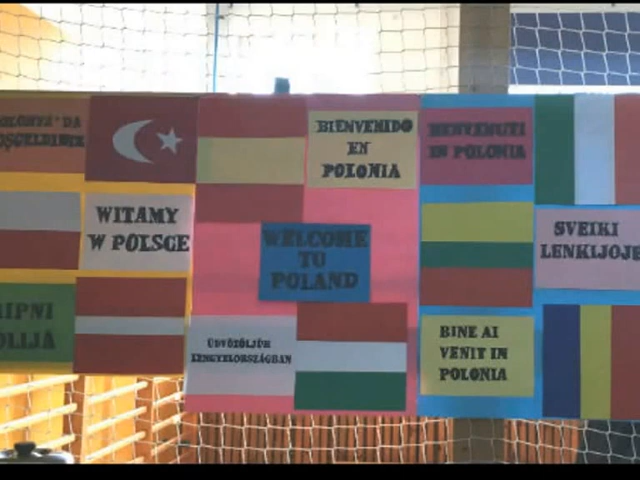 WITAMY
W POLSCE
BIENVENIDO
EN
POLONIA
WELCOME
TO
POLAND
ÜDVÖZÖLJÜK
LENGYELORSZÁGBAN
BENVENUTI
IN POLONIA
SVEIKI
LENKIJOJE
BINE AI
VENIT IN
POLONIA